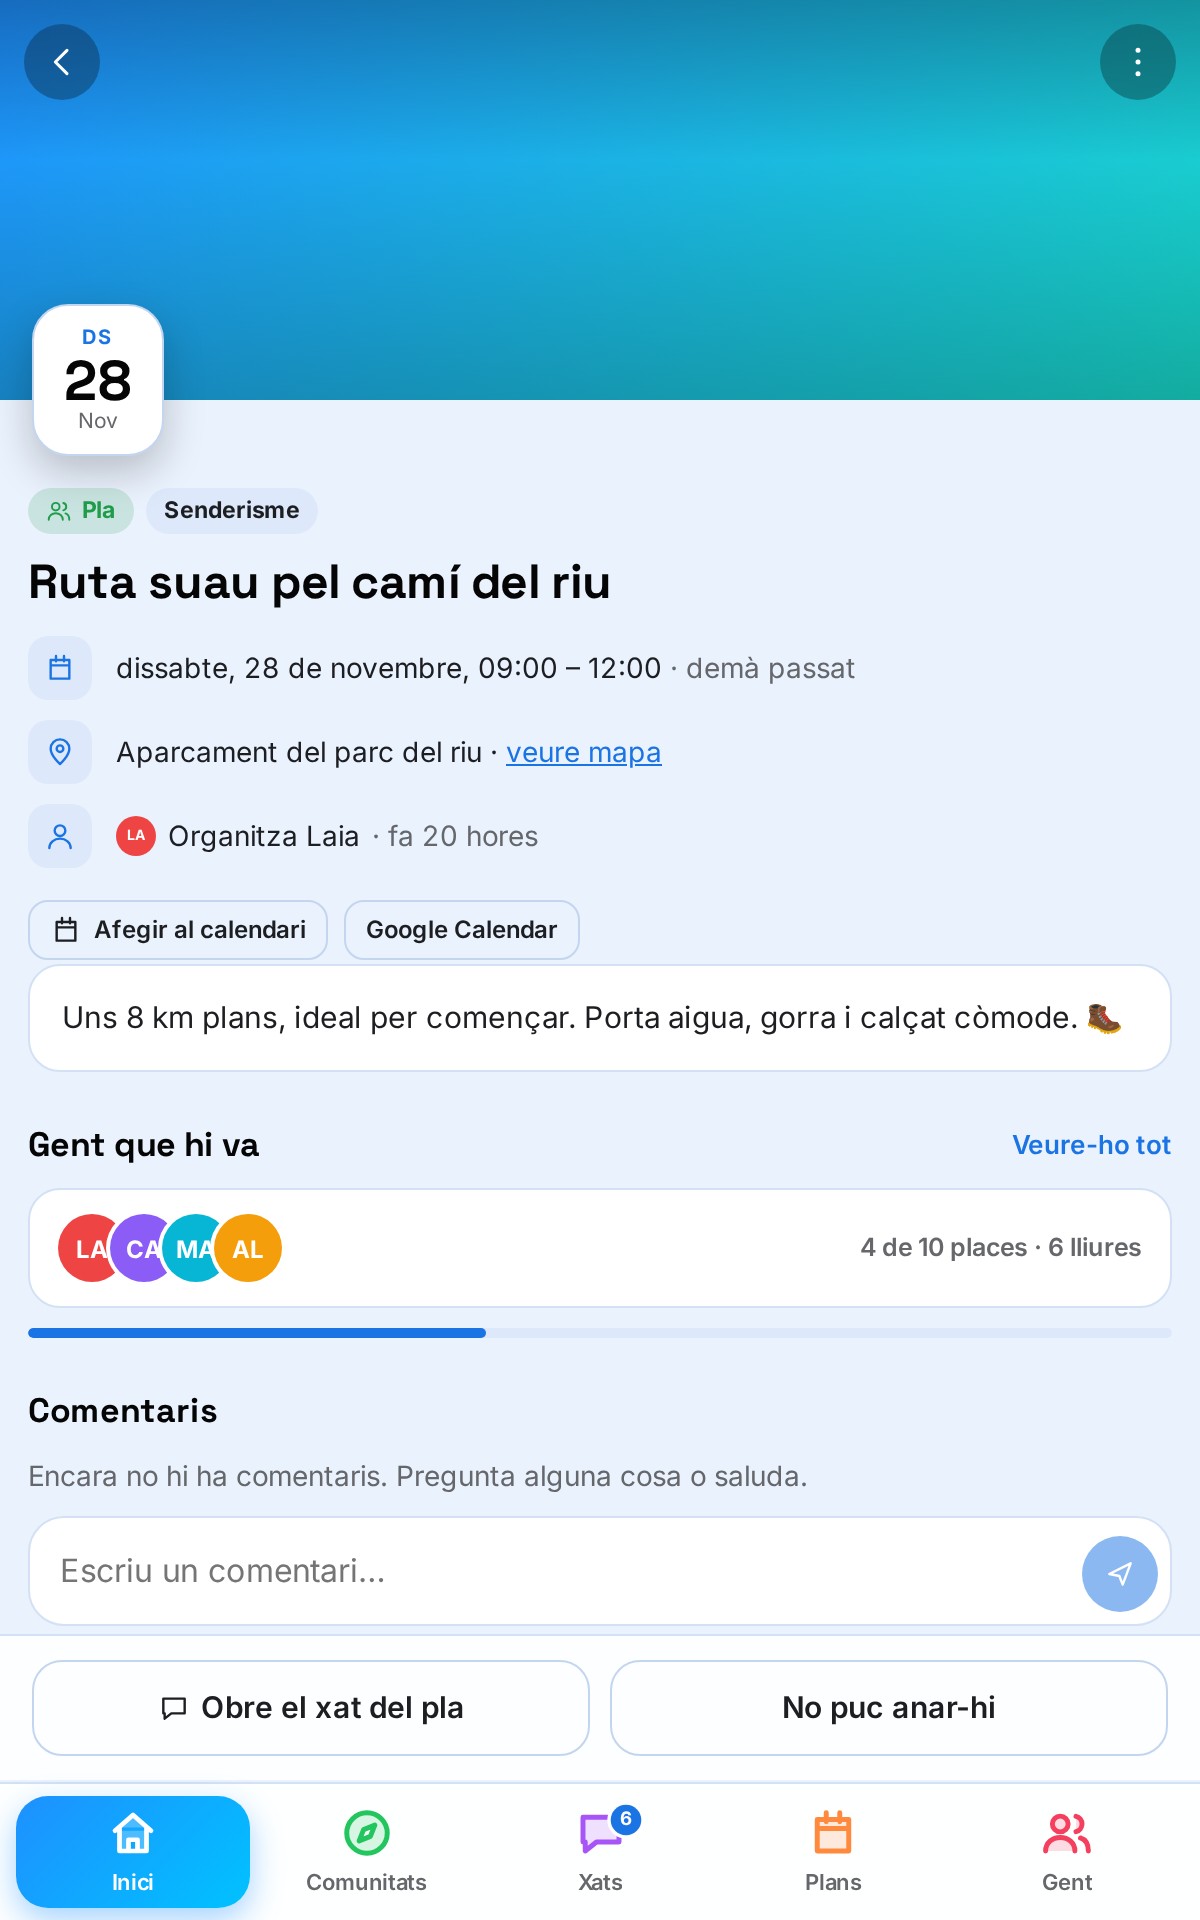 DS
28
Nov
Pla
Senderisme
Ruta suau pel camí del riu
dissabte, 28 de novembre, 09:00 – 12:00 · demà passat
Aparcament del parc del riu · veure mapa
LA Organitza Laia · fa 20 hores
Afegir al calendari
Google Calendar
Uns 8 km plans, ideal per començar. Porta aigua, gorra i calçat còmode. 🥾
Gent que hi va
Veure-ho tot
LA CA MA AL
4 de 10 places · 6 lliures
Comentaris
Encara no hi ha comentaris. Pregunta alguna cosa o saluda.
Escriu un comentari...
Obre el xat del pla
No puc anar-hi
6
Inici
Comunitats
Xats
Plans
Gent